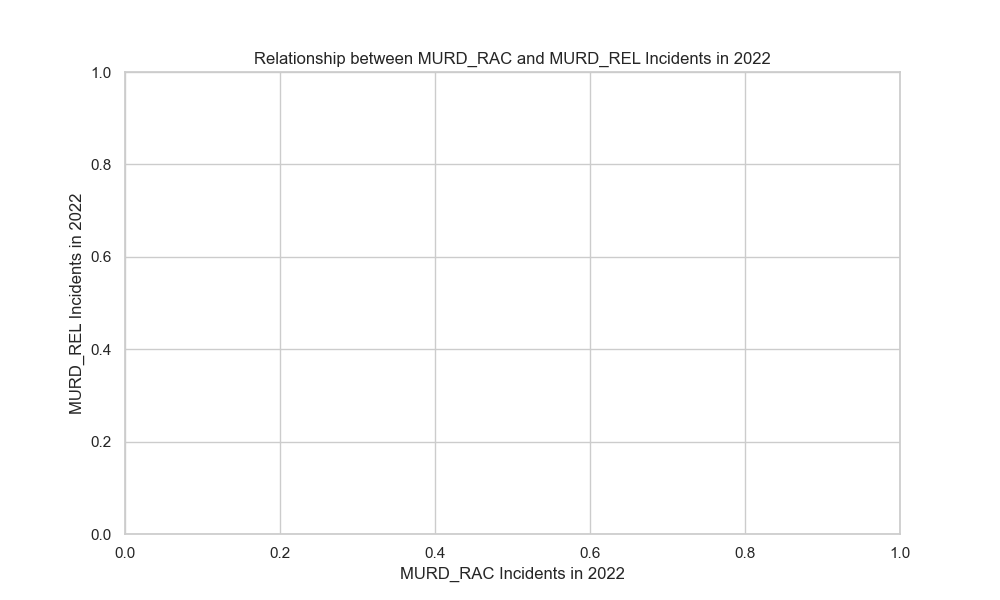 Relationship between MURD_RAC and MURD_REL Incidents in 2022
MURD_REL Incidents in 2022
1.0
0.8
0.6
0.4
0.2
0.0
0.0 0.2 0.4 0.6 0.8 1.0
MURD_RAC Incidents in 2022